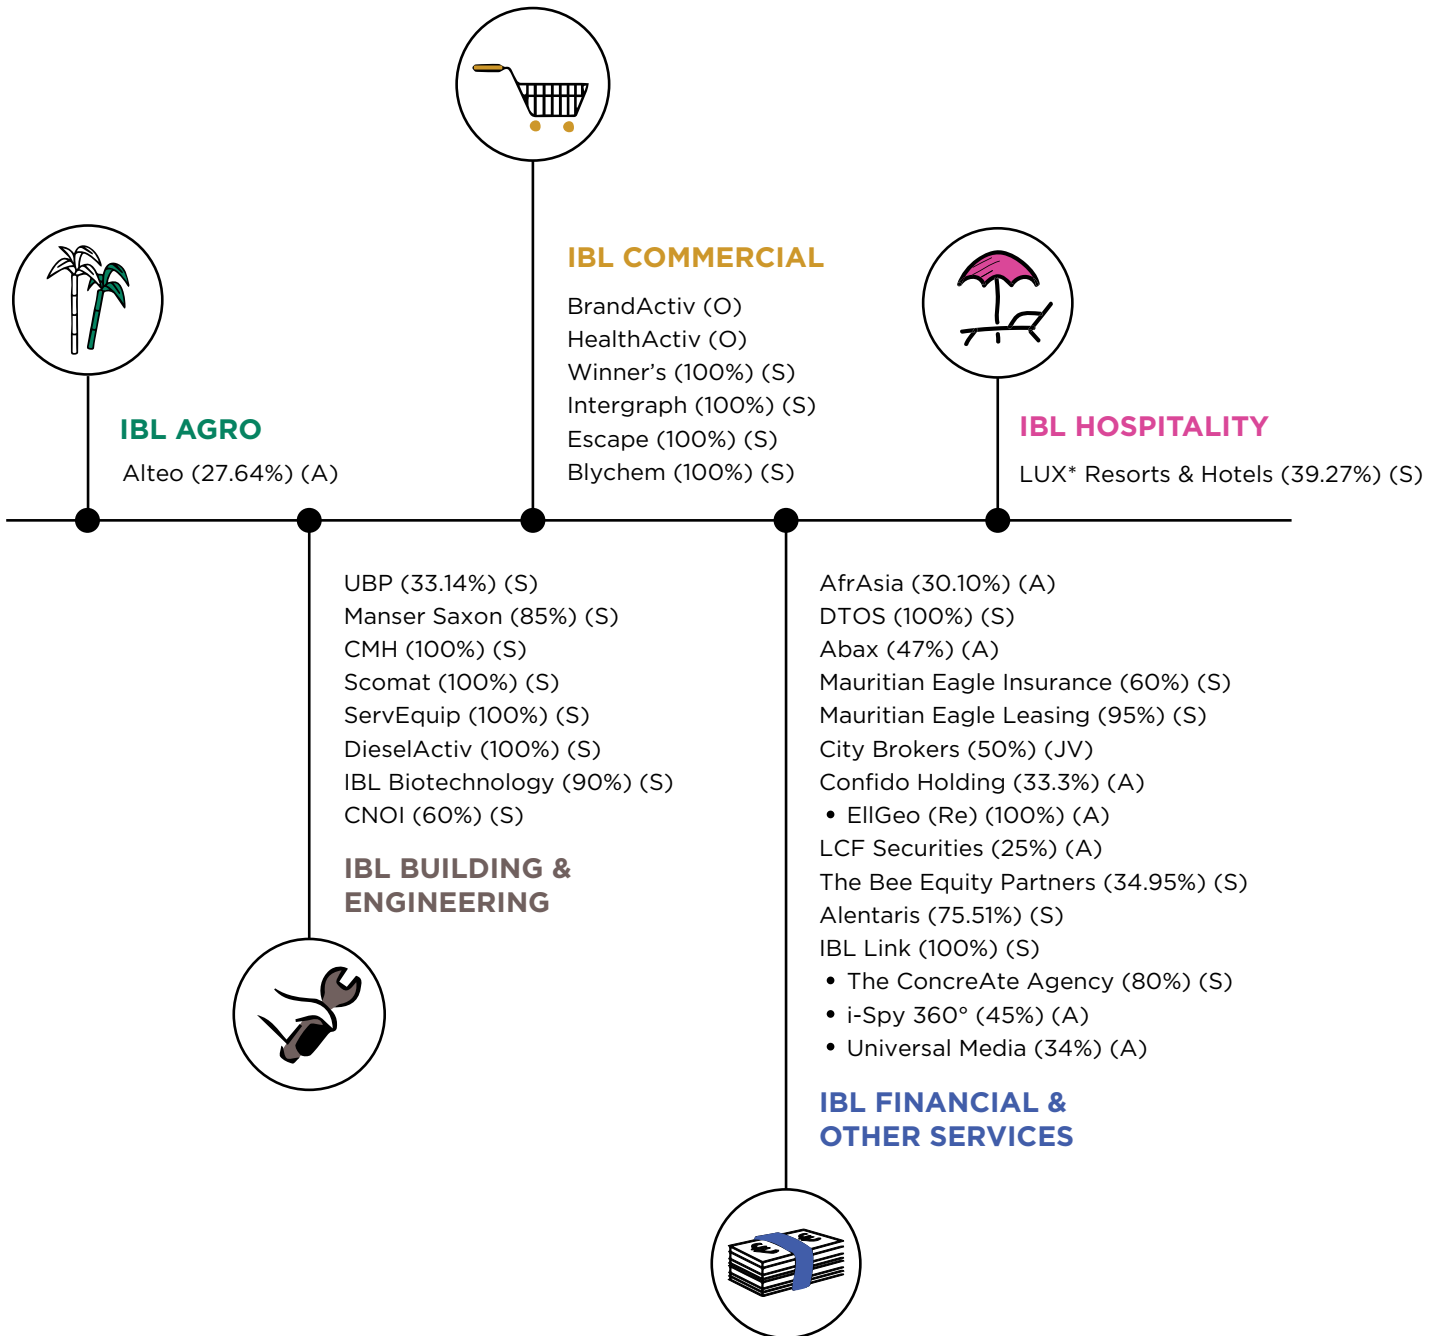 IBL COMMERCIAL
BrandActiv (O)
HealthActiv (O)
Winner’s (100%) (S)
Intergraph (100%) (S)
Escape (100%) (S)
Blychem (100%) (S)
IBL AGRO
Alteo (27.64%) (A)
IBL HOSPITALITY
LUX* Resorts & Hotels (39.27%) (S)
UBP (33.14%) (S)
Manser Saxon (85%) (S)
CMH (100%) (S)
Scomat (100%) (S)
ServEquip (100%) (S)
DieselActiv (100%) (S)
IBL Biotechnology (90%) (S)
CNOI (60%) (S)
IBL BUILDING &
ENGINEERING
AfrAsia (30.10%) (A)
DTOS (100%) (S)
Abax (47%) (A)
Mauritian Eagle Insurance (60%) (S)
Mauritian Eagle Leasing (95%) (S)
City Brokers (50%) (JV)
Confido Holding (33.3%) (A)
• EllGeo (Re) (100%) (A)
LCF Securities (25%) (A)
The Bee Equity Partners (34.95%) (S)
Alentaris (75.51%) (S)
IBL Link (100%) (S)
• The ConcreAte Agency (80%) (S)
• i-Spy 360° (45%) (A)
• Universal Media (34%) (A)
IBL FINANCIAL &
OTHER SERVICES